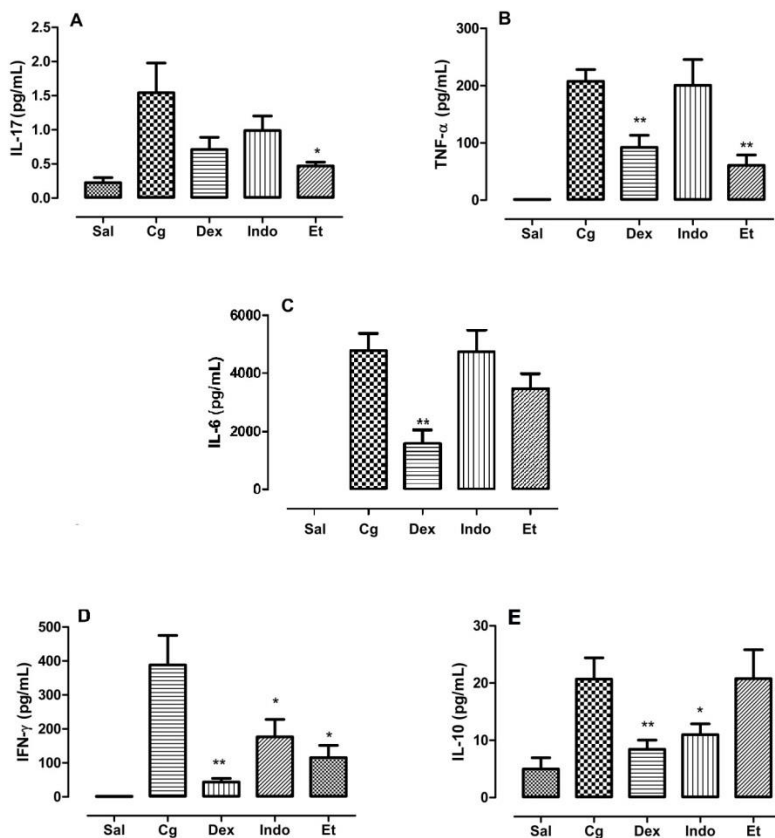 A
IL-17 (pg/mL)
2.5
2.0
1.5
1.0
0.5
0.0
*
Sal Cg Dex Indo Et
B
TNF-α (pg/mL)
300
200
100
0
** **
Sal Cg Dex Indo Et
C
IL-6 (pg/mL)
6000
4000
2000
0
**
Sal Cg Dex Indo Et
D
IFN-γ (pg/mL)
500
400
300
200
100
0
** * *
Sal Cg Dex Indo Et
E
IL-10 (pg/mL)
30
20
10
0
** *
Sal Cg Dex Indo Et